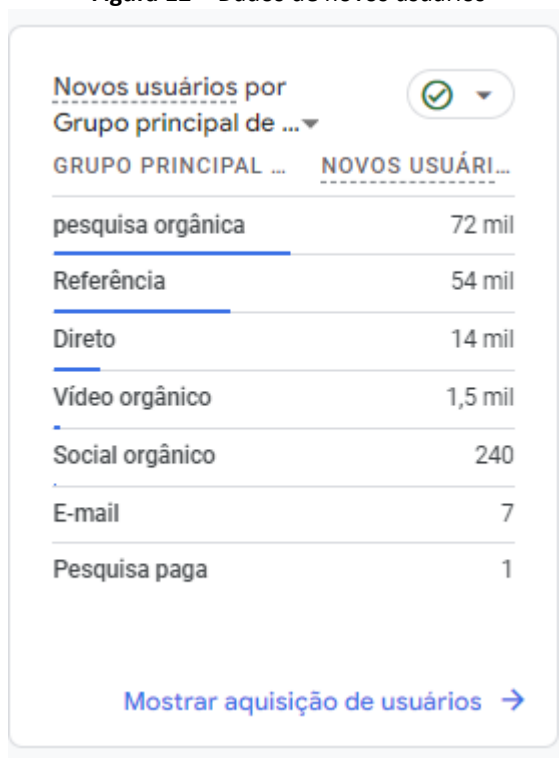 Novos usuários por
Grupo principal de ...
GRUPO PRINCIPAL ... NOVOS USUÁRI...
pesquisa orgânica 72 mil
Referência 54 mil
Direto 14 mil
Vídeo orgânico 1,5 mil
Social orgânico 240
E-mail 7
Pesquisa paga 1
Mostrar aquisição de usuários